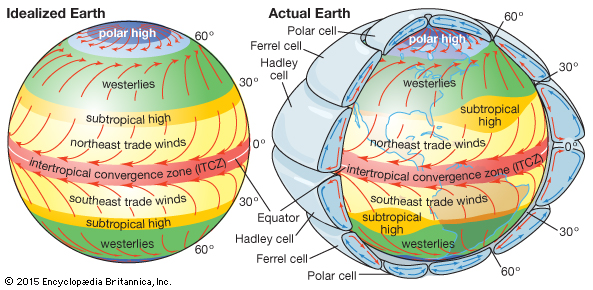 Idealized Earth
60°
polar high
westerlies
30°
subtropical high
northeast trade winds
0°
intertropical convergence zone (ITCZ)
southeast trade winds
30°
subtropical high
westerlies
60°
Actual Earth
Polar cell
Ferrel cell
Hadley
cell
60°
polar high
westerlies
30°
subtropical
high
northeast trade winds
0°
intertropical convergence zone (ITCZ)
southeast trade winds
Equator
subtropical
high
30°
Hadley cell
westerlies
Ferrel cell
60°
Polar cell
© 2015 Encyclopædia Britannica, Inc.